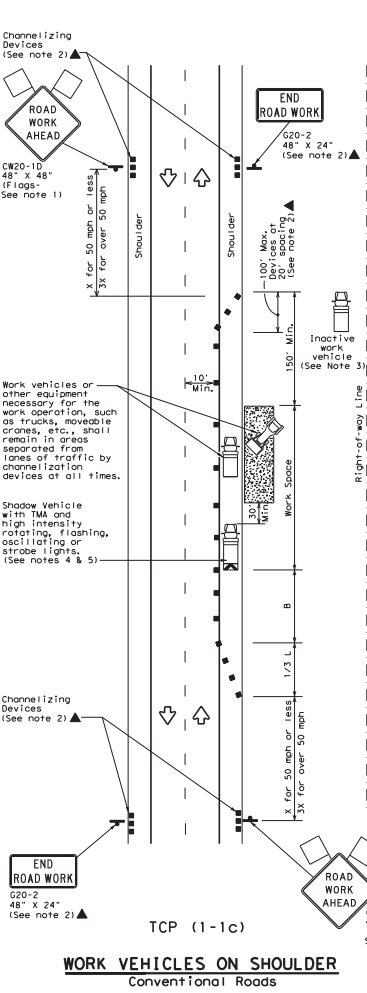 Channelizing
Devices
(See note 2)▲
ROAD
WORK
AHEAD
CW20-1D
48" X 48"
(Flags-
See note 1)
END
ROAD WORK
G20-2
48" X 24"
(See note 2)▲
X for 50 mph or less
3X for over 50 mph
Shoulder
Shoulder
100' Max.
Devices at
20' spacing
(See note 2)▲
150' Min.
Inactive
work
vehicle
(See Note 3)
10'
Min.
Right-of-way Line
Work vehicles or
other equipment
necessary for the
work operation, such
as trucks, moveable
cranes, etc., shall
remain in areas
separated from
lanes of traffic by
channelization
devices at all times.
Work Space
30'
Min.
Shadow Vehicle
with TMA and
high intensity
rotating, flashing,
oscillating or
strobe lights.
(See notes 4 & 5)
B
1/3 L
Channelizing
Devices
(See note 2)▲
X for 50 mph or less
3X for over 50 mph
END
ROAD WORK
G20-2
48" X 24"
(See note 2)▲
ROAD
WORK
AHEAD
TCP (1-1c)
WORK VEHICLES ON SHOULDER
Conventional Roads